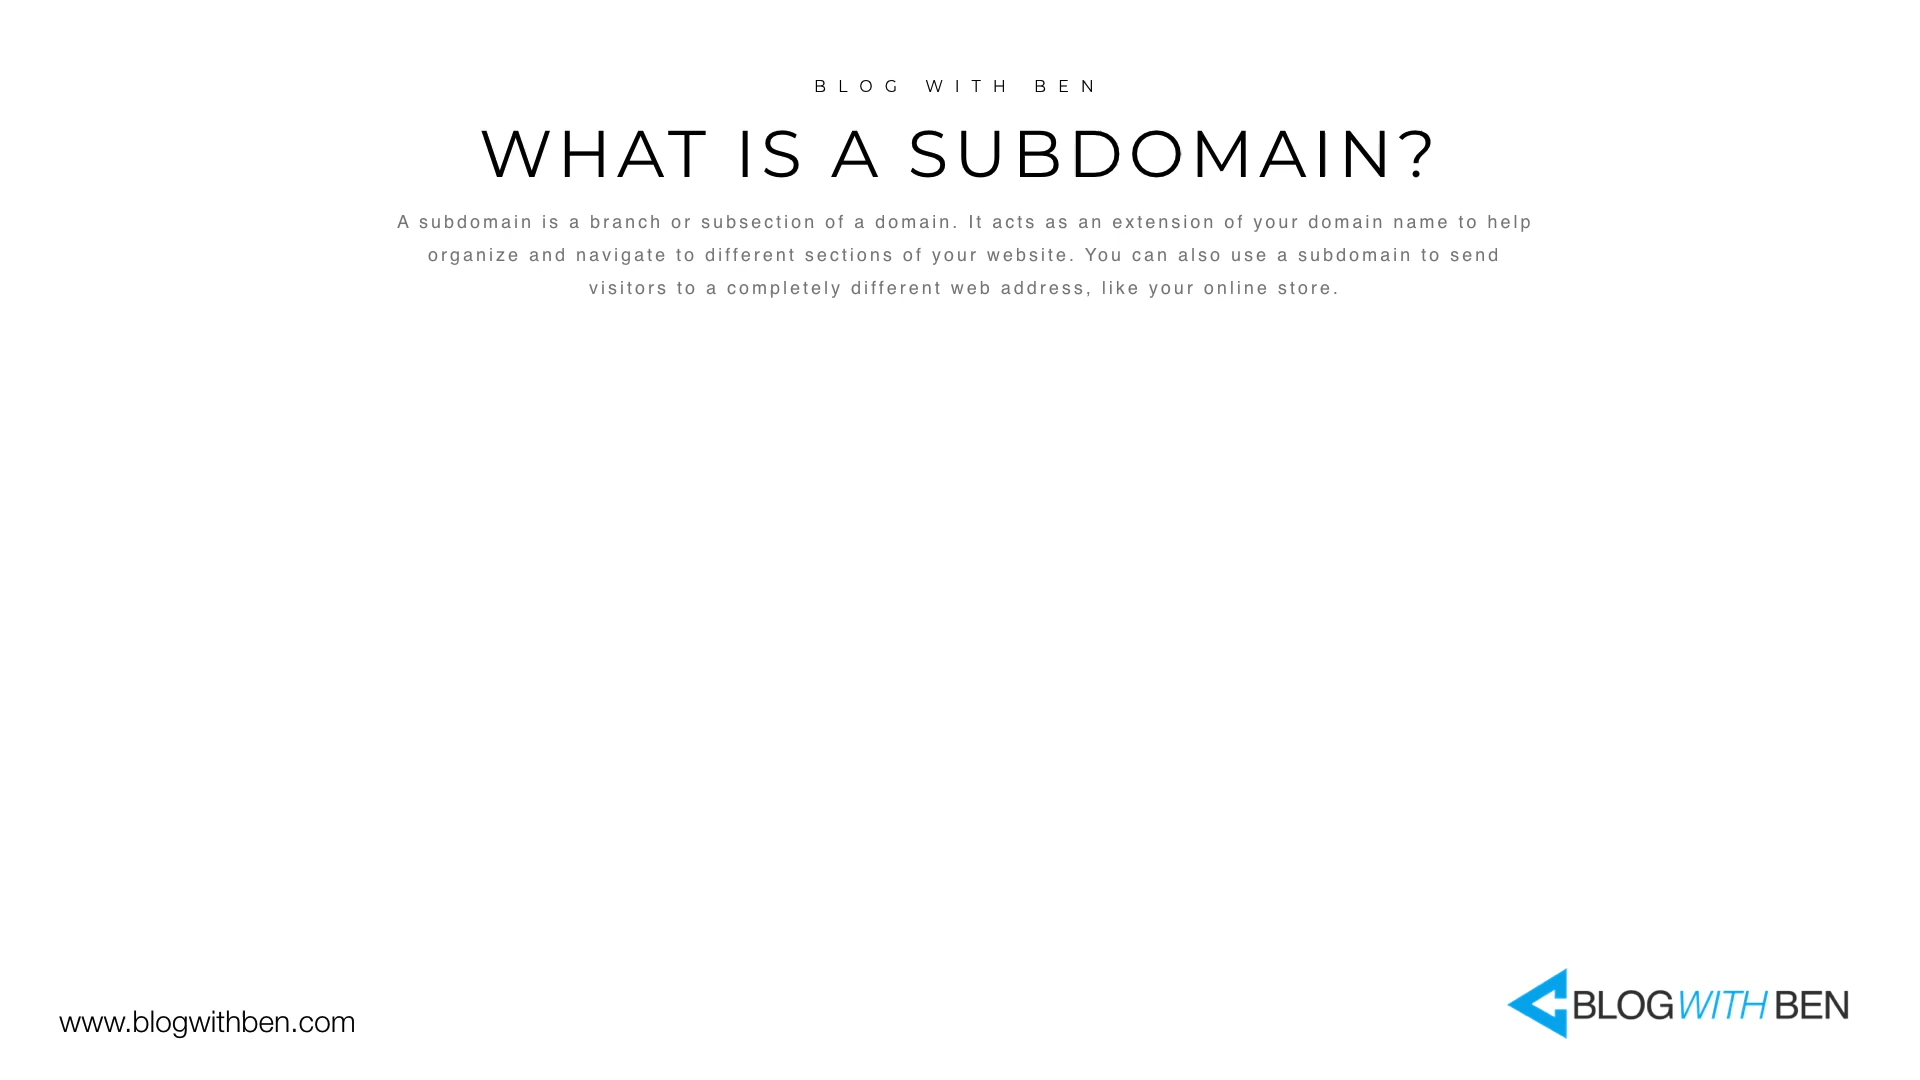 BLOG WITH BEN
WHAT IS A SUBDOMAIN?
A subdomain is a branch or subsection of a domain. It acts as an extension of your domain name to help
organize and navigate to different sections of your website. You can also use a subdomain to send
visitors to a completely different web address, like your online store.
www.blogwithben.com
BLOG WITH BEN